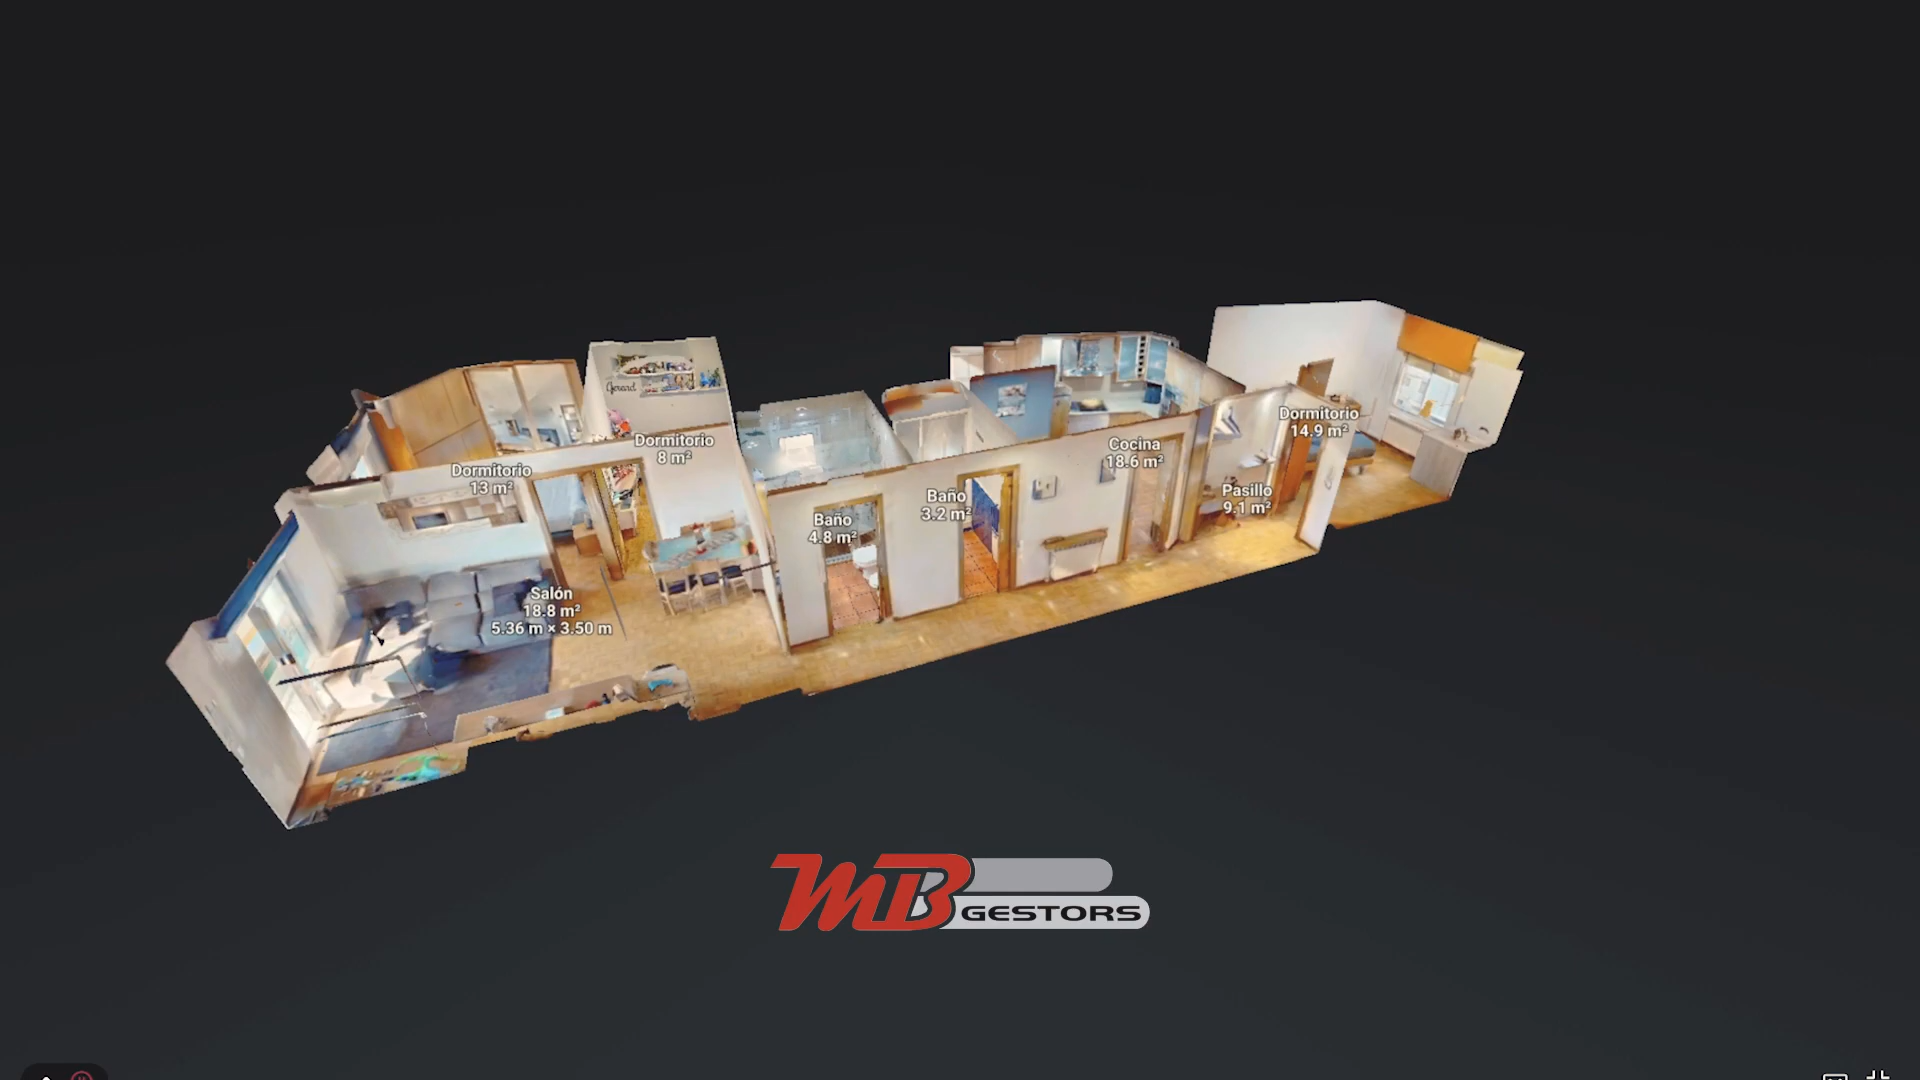 Gerard
Dormitorio
8 m²
Dormitorio
13 m²
Salón
18.8 m²
5.36 m × 3.50 m
Baño
4.8 m²
Baño
3.2 m²
Cocina
18.6 m²
Pasillo
9.1 m²
Dormitorio
14.9 m²
MB GESTORS